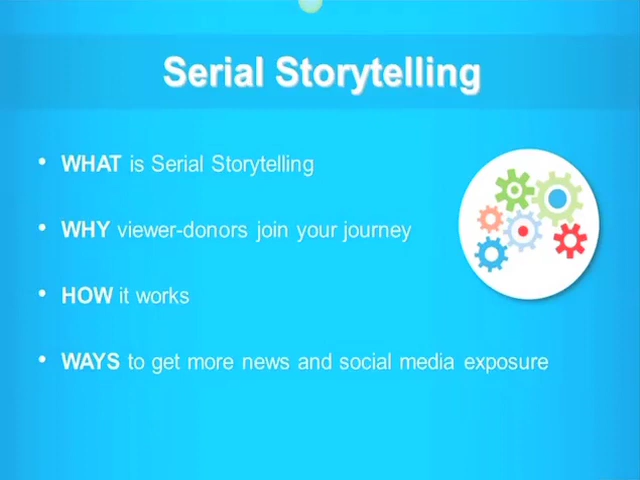 Serial Storytelling
• WHAT is Serial Storytelling
• WHY viewer-donors join your journey
• HOW it works
• WAYS to get more news and social media exposure